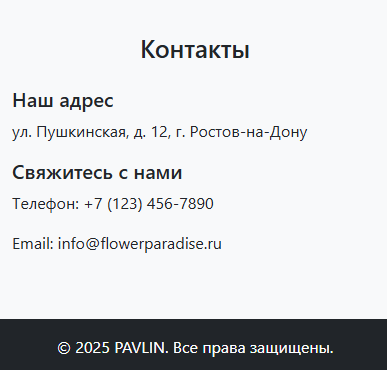 Контакты
Наш адрес
ул. Пушкинская, д. 12, г. Ростов-на-Дону
Свяжитесь с нами
Телефон: +7 (123) 456-7890
Email: info@flowerparadise.ru
© 2025 PAVLIN. Все права защищены.